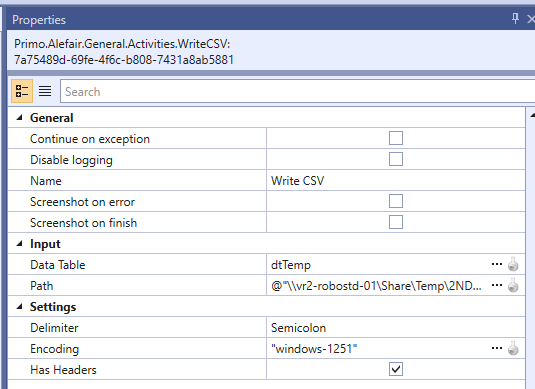 Properties
Primo.Alefair.General.Activities.WriteCSV:
7a75489d-69fe-4f6c-b808-7431a8ab5881
Search
General
Continue on exception
Disable logging
Name Write CSV
Screenshot on error
Screenshot on finish
Input
Data Table dtTemp ...
Path @"\\vr2-robostd-01\Share\Temp\2ND... ...
Settings
Delimiter Semicolon
Encoding "windows-1251" ...
Has Headers